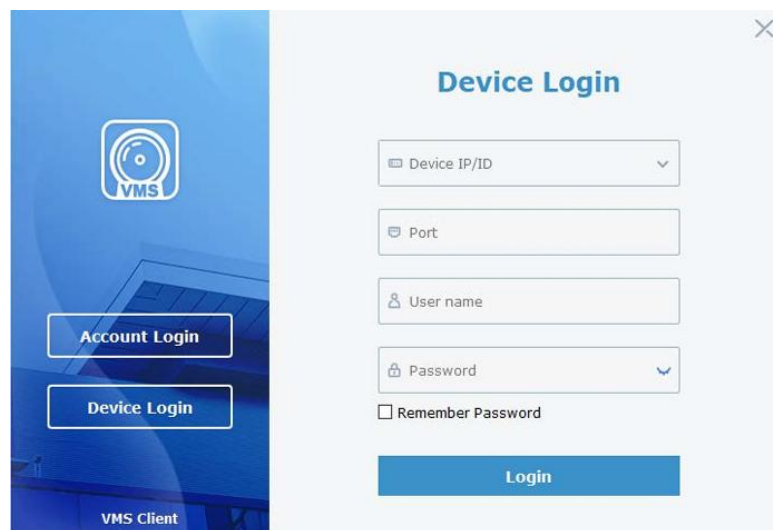 VMS
Account Login
Device Login
VMS Client
Device Login
Device IP/ID
Port
User name
Password
Remember Password
Login